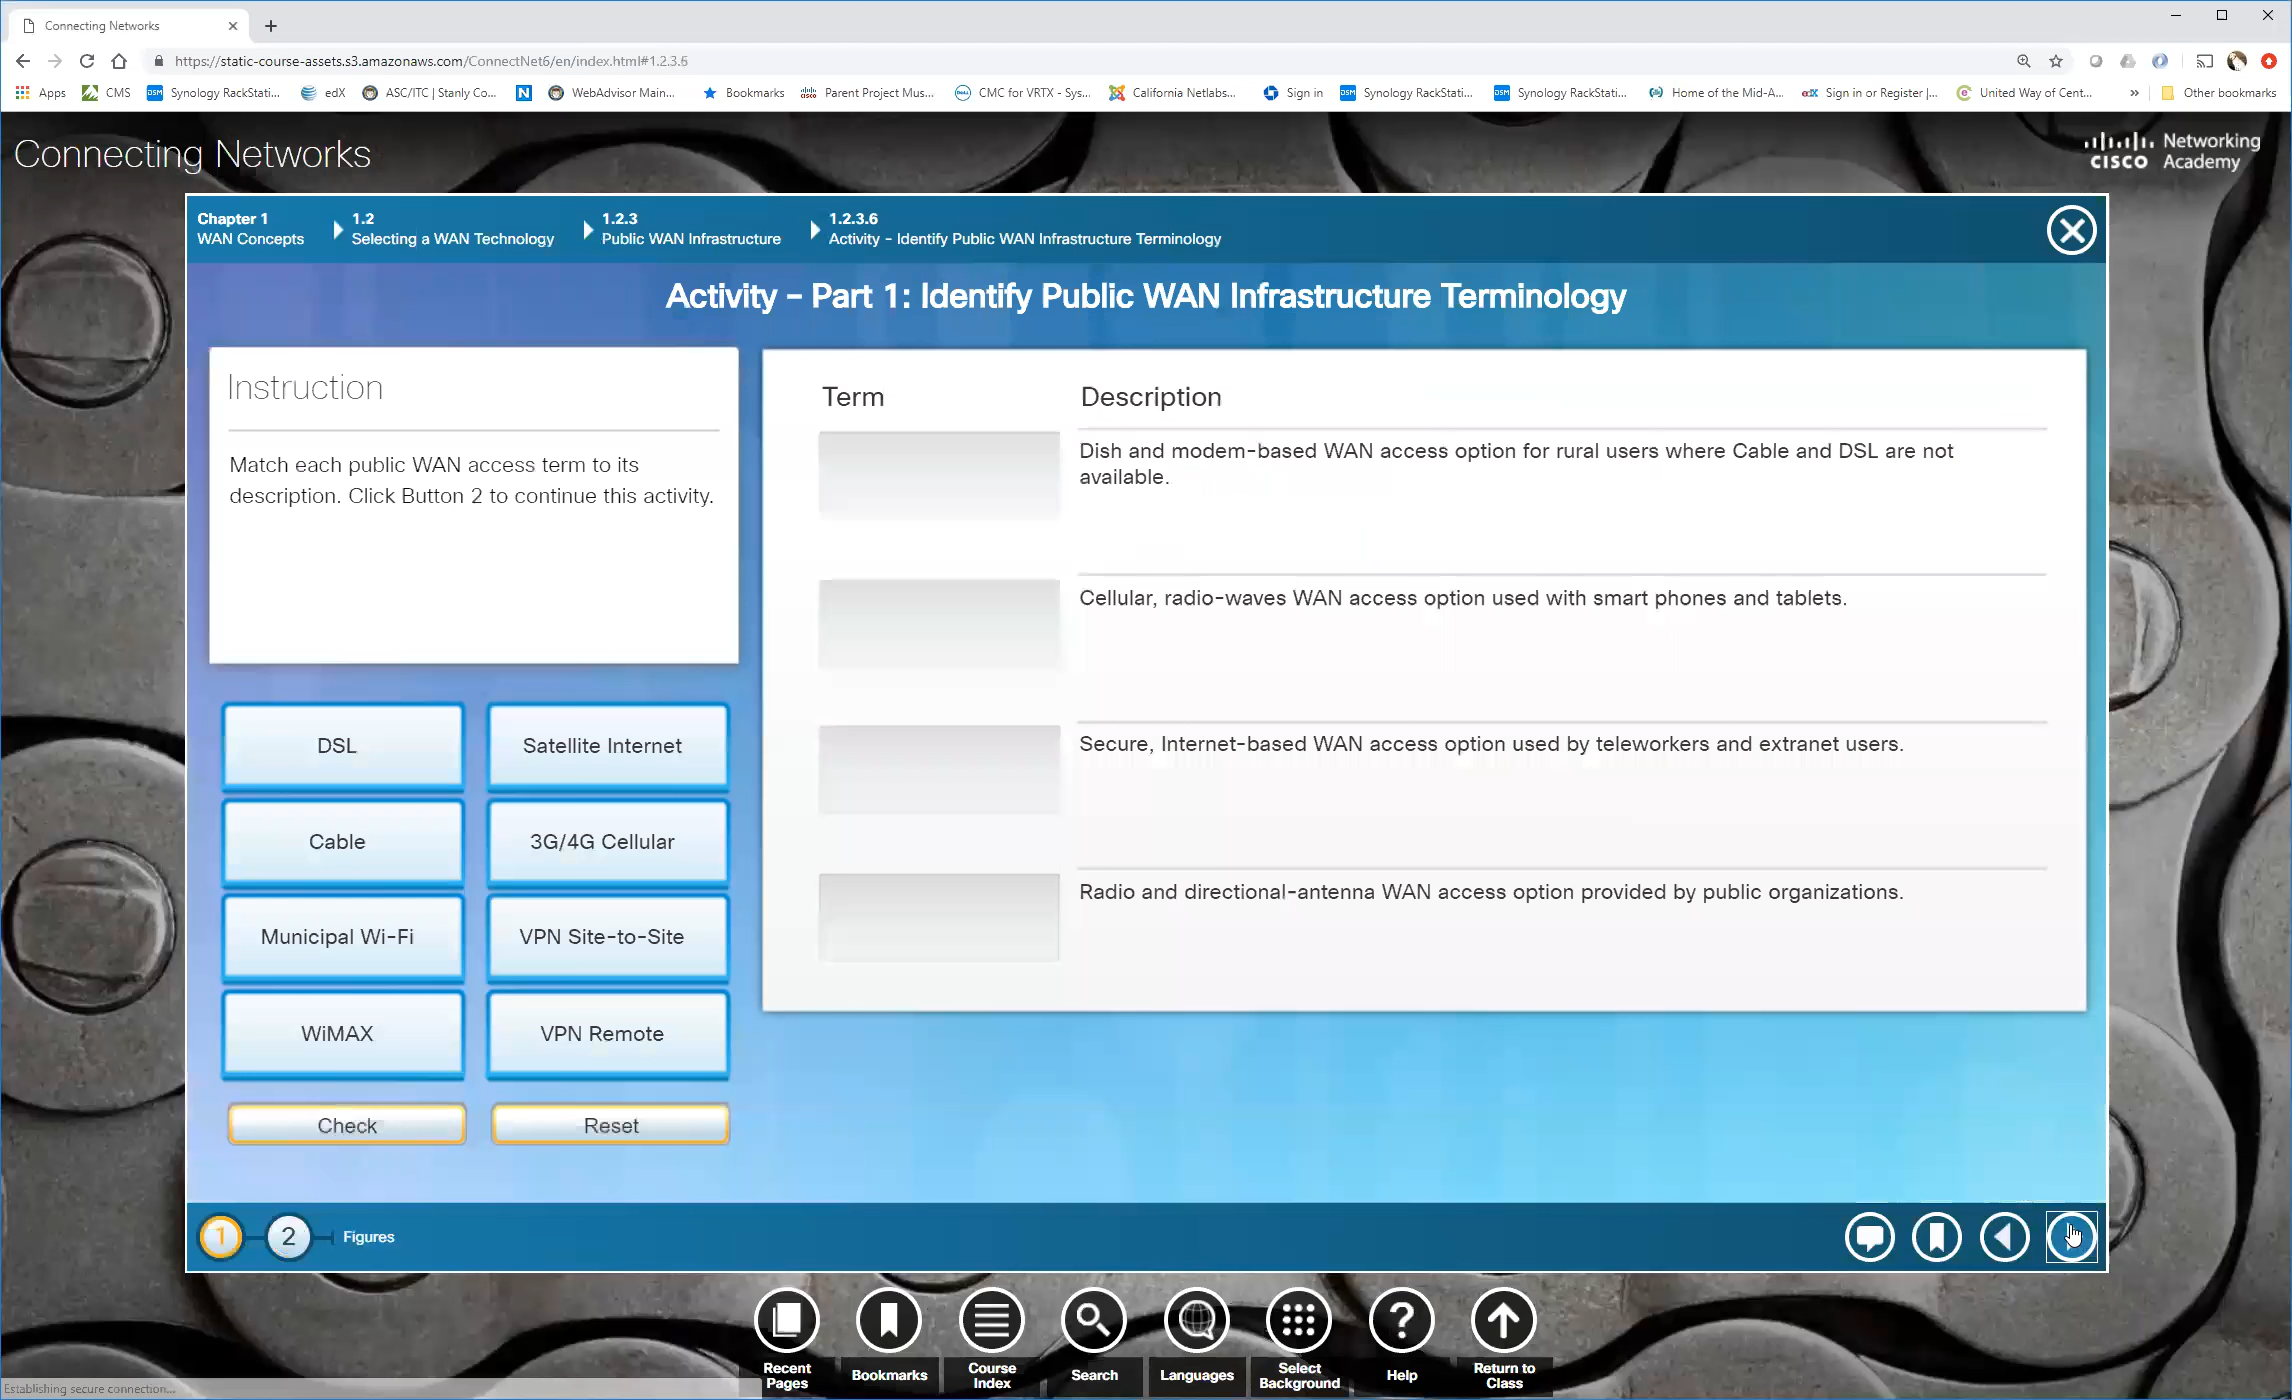 Connecting Networks
https://static-course-assets.s3.amazonaws.com/ConnectNet6/en/index.html#1.2.3.6
Apps CMS Synology RackStati... edX ASC/ITC | Stanly Co... WebAdvisor Main... Bookmarks Parent Project Mus... CMC for VRTX - Sys... California Netlabs... Sign in Synology RackStati... Synology RackStati... Home of the Mid-A... Sign in or Register |... United Way of Cent... » Other bookmarks
Connecting Networks
CISCO Networking Academy
Chapter 1 1.2 1.2.3 1.2.3.6
WAN Concepts Selecting a WAN Technology Public WAN Infrastructure Activity - Identify Public WAN Infrastructure Terminology
Activity - Part 1: Identify Public WAN Infrastructure Terminology
Instruction
Match each public WAN access term to its
description. Click Button 2 to continue this activity.
DSL Satellite Internet
Cable 3G/4G Cellular
Municipal Wi-Fi VPN Site-to-Site
WiMAX VPN Remote
Check Reset
Term Description
Dish and modem-based WAN access option for rural users where Cable and DSL are not
available.
Cellular, radio-waves WAN access option used with smart phones and tablets.
Secure, Internet-based WAN access option used by teleworkers and extranet users.
Radio and directional-antenna WAN access option provided by public organizations.
1 2 Figures
Recent Pages
Bookmarks
Course Index
Search
Languages
Select Background
Help
Return to Class
Establishing secure connection...